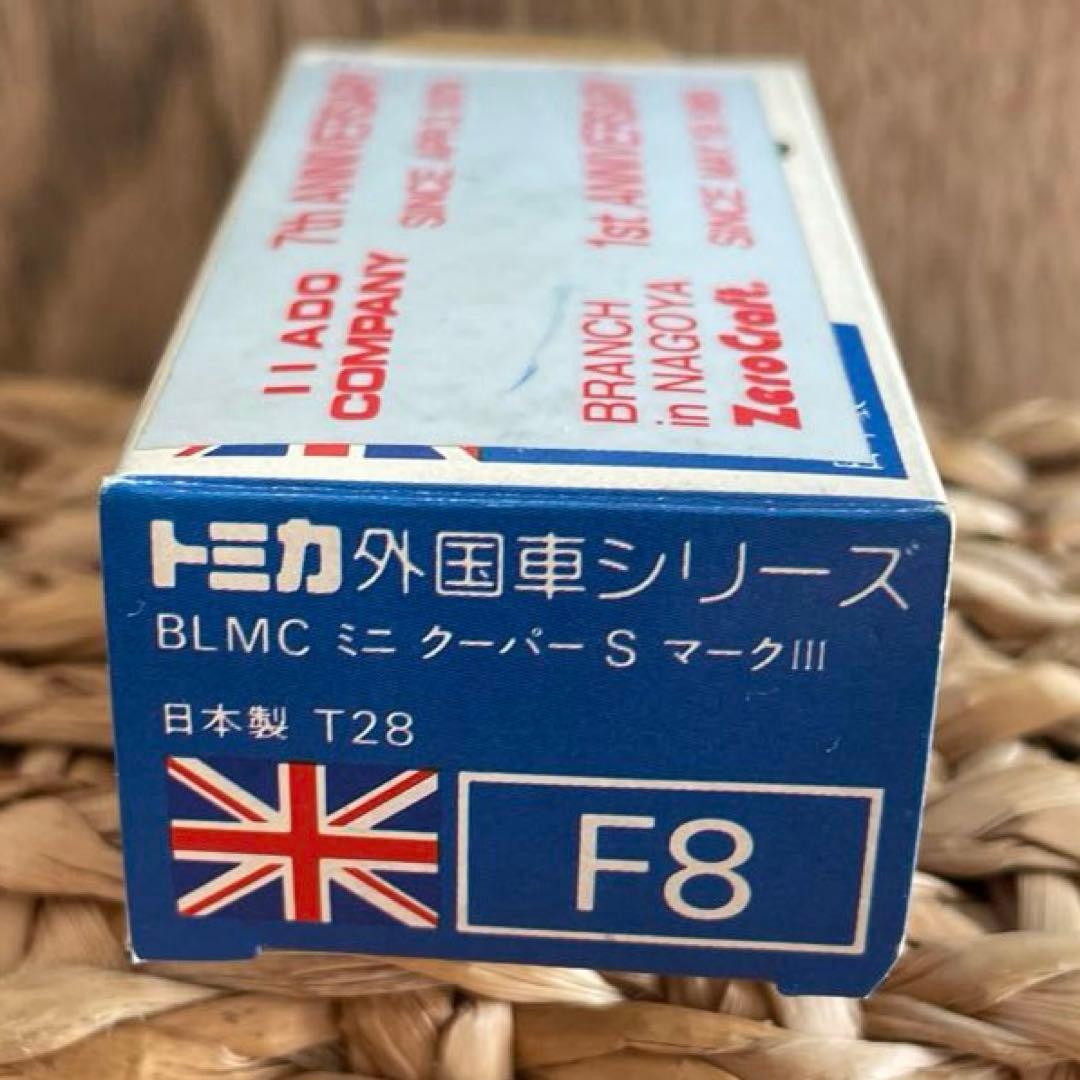 トミカ 外国車シリーズ
BLMC ミニ クーパー S マークIII
日本製 T28
F8
II ADO 7th ANNIVERSARY
COMPANY SINCE
BRANCH 1st ANNIVERSARY
in NAGOYA SINCE MAY
ZeroCraft.